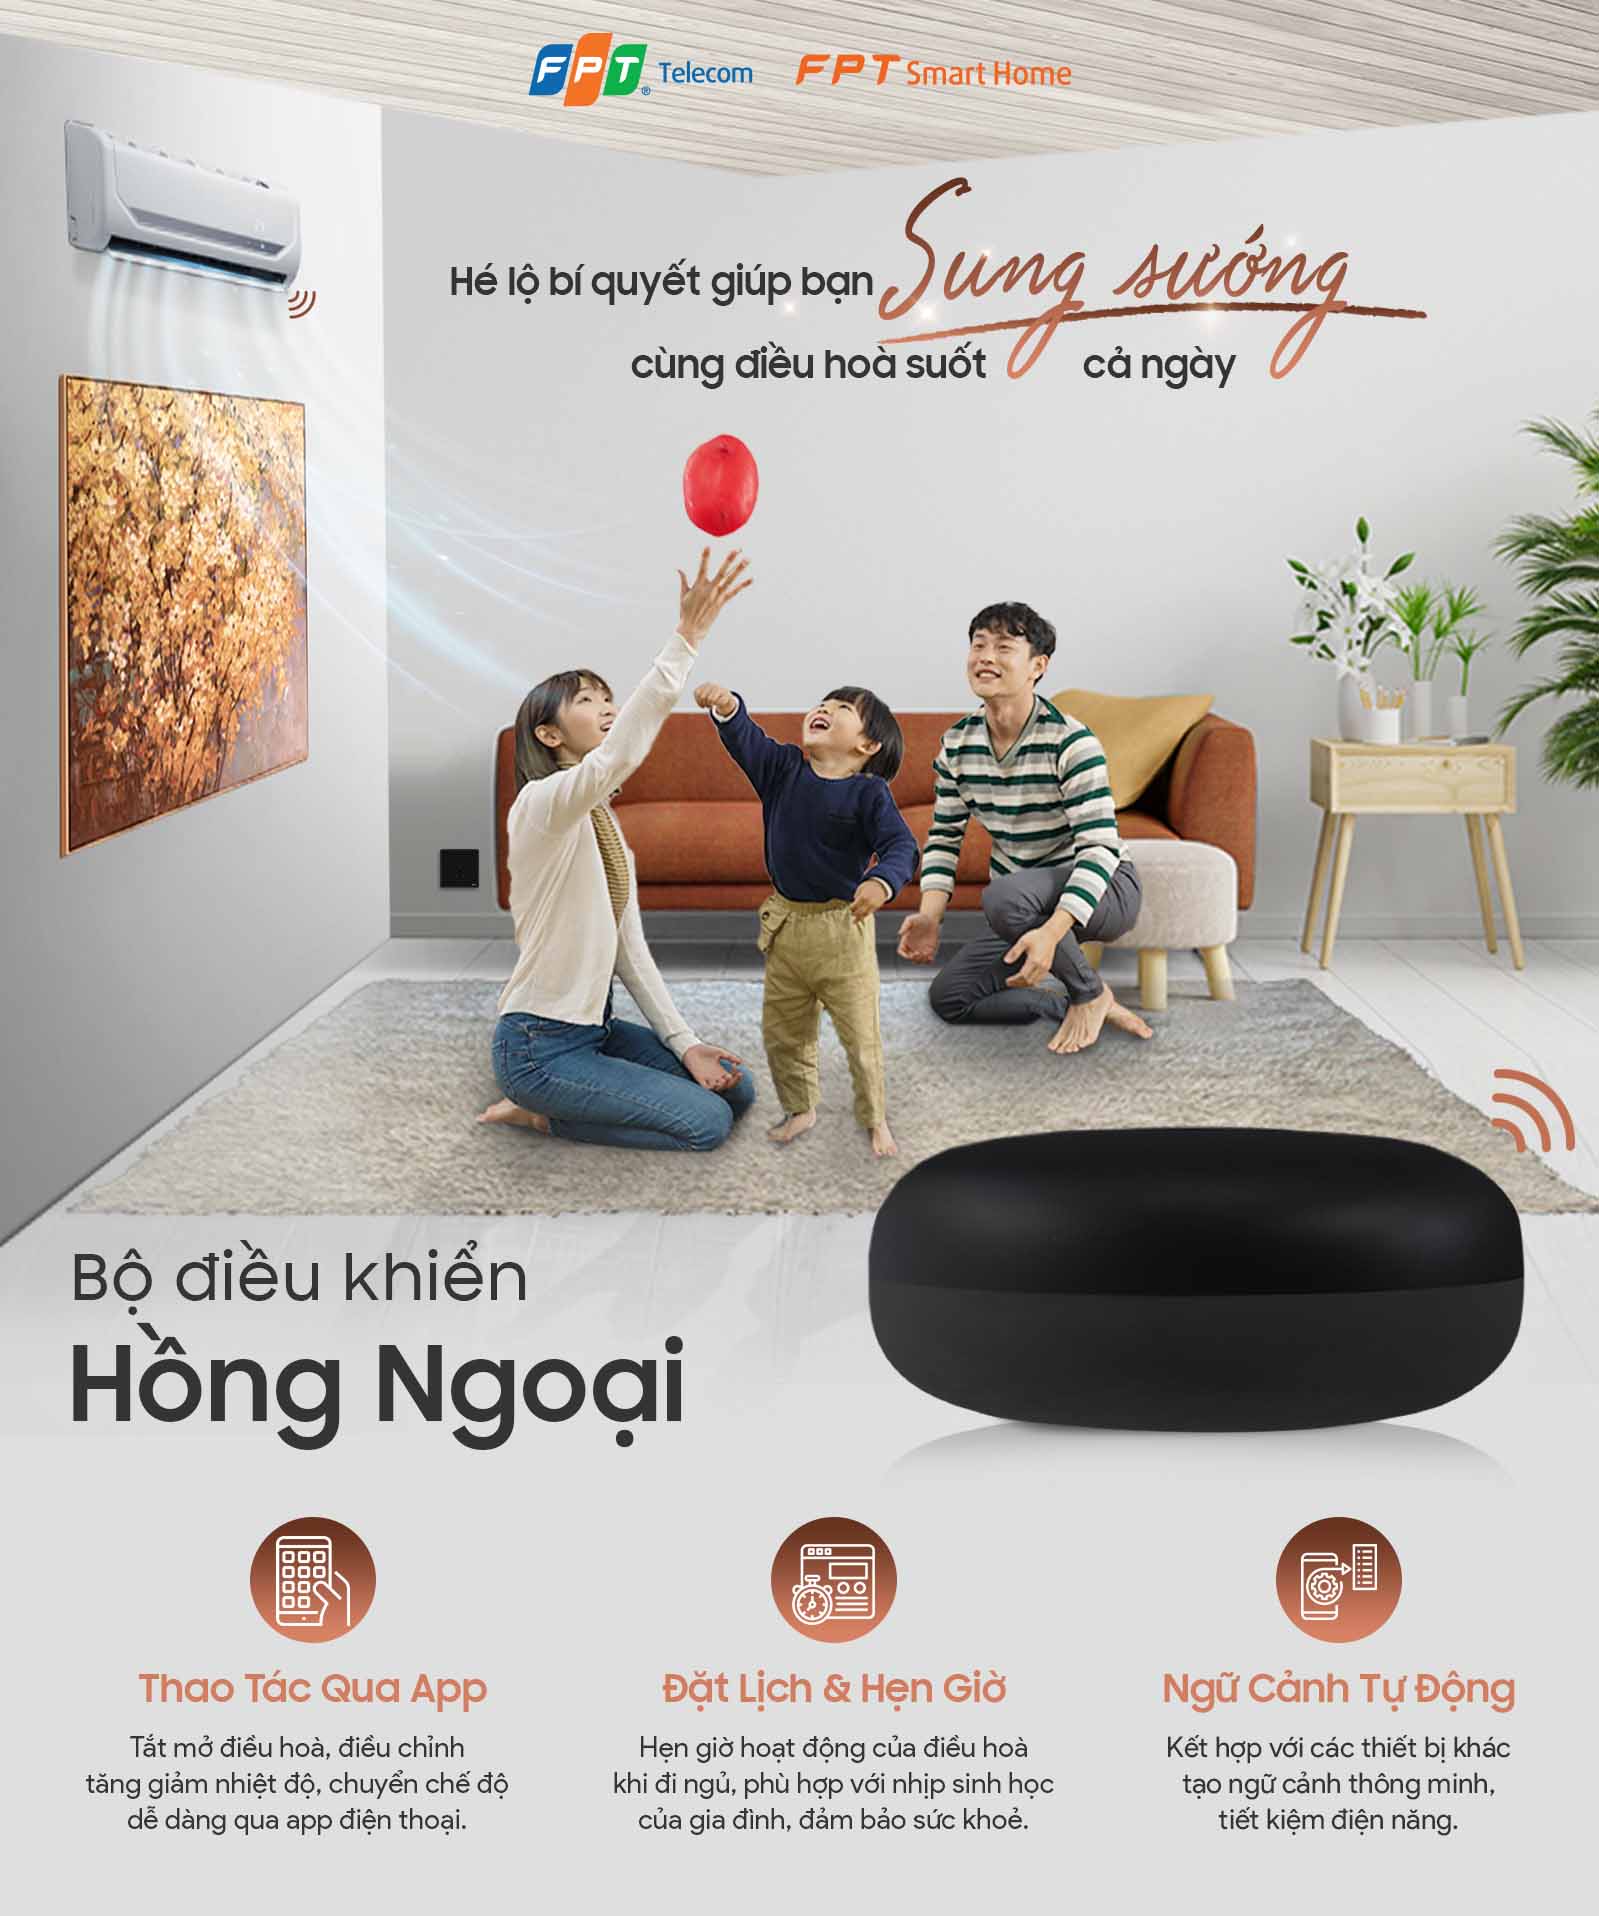 FPT Telecom FPT Smart Home
Hé lộ bí quyết giúp bạn Sung sướng
cùng điều hoà suốt cả ngày
Bộ điều khiển
Hồng Ngoại
Thao Tác Qua App
Tắt mở điều hoà, điều chỉnh
tăng giảm nhiệt độ, chuyển chế độ
dễ dàng qua app điện thoại.
Đặt Lịch & Hẹn Giờ
Hẹn giờ hoạt động của điều hoà
khi đi ngủ, phù hợp với nhịp sinh học
của gia đình, đảm bảo sức khoẻ.
Ngữ Cảnh Tự Động
Kết hợp với các thiết bị khác
tạo ngữ cảnh thông minh,
tiết kiệm điện năng.